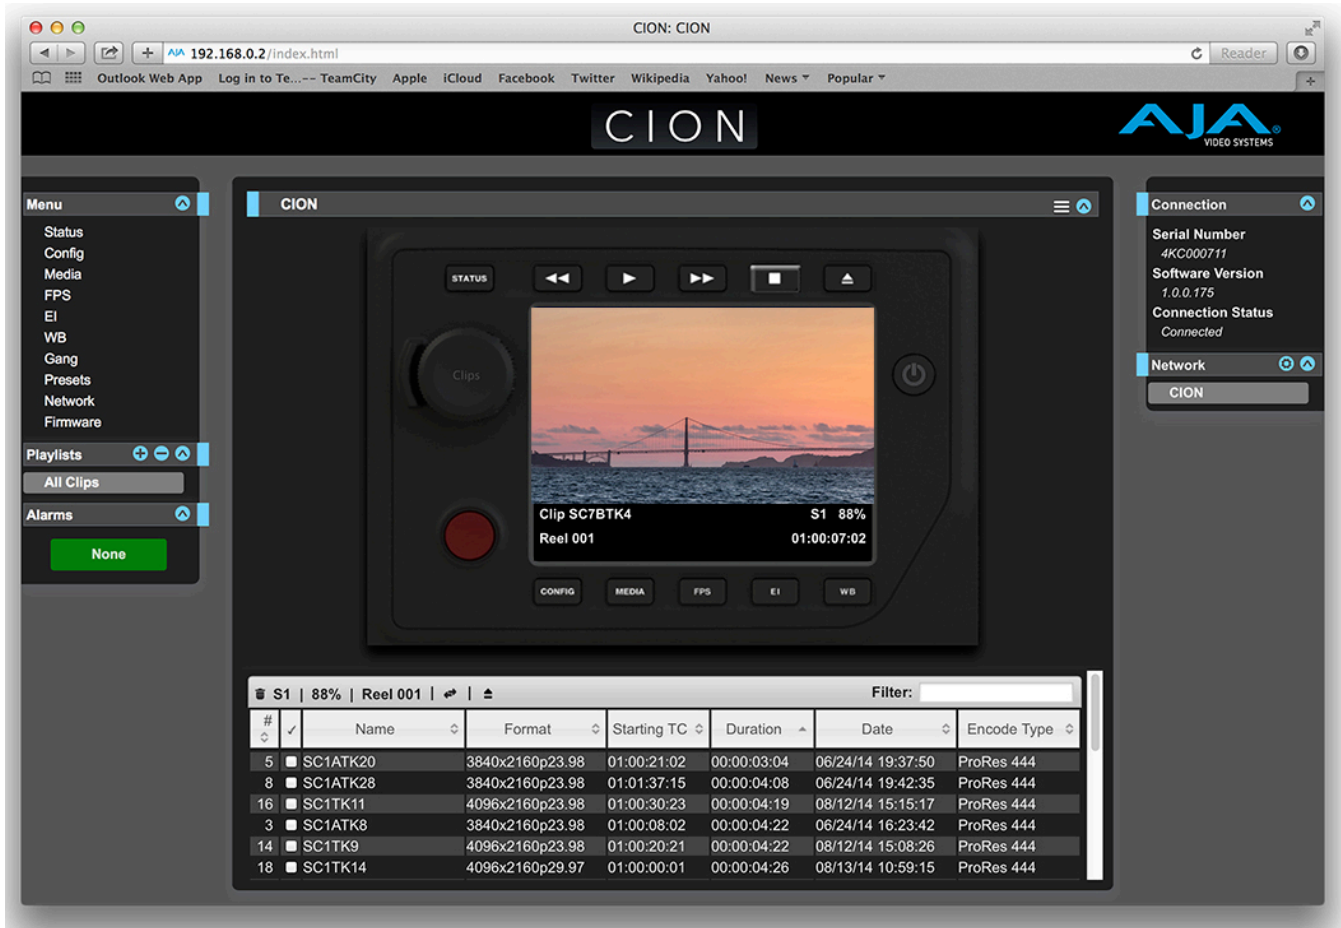 CION: CION
AJA 192.168.0.2/index.html
Reader
Outlook Web App Log in to Te...-- TeamCity Apple iCloud Facebook Twitter Wikipedia Yahoo! News Popular
CION
AJA
VIDEO SYSTEMS
Menu
Status
Config
Media
FPS
EI
WB
Gang
Presets
Network
Firmware
Playlists
All Clips
Alarms
None
CION
STATUS
Clips
Clip SC7BTK4 S1 88%
Reel 001 01:00:07:02
CONFIG MEDIA FPS EI WB
Connection
Serial Number
4KC000711
Software Version
1.0.0.175
Connection Status
Connected
Network
CION
S1 | 88% | Reel 001 | | Filter:
# ✓ Name Format Starting TC Duration Date Encode Type
5 SC1ATK20 3840x2160p23.98 01:00:21:02 00:00:03:04 06/24/14 19:37:50 ProRes 444
8 SC1ATK28 3840x2160p23.98 01:01:37:15 00:00:04:08 06/24/14 19:42:35 ProRes 444
16 SC1TK11 4096x2160p23.98 01:00:30:23 00:00:04:19 08/12/14 15:15:17 ProRes 444
3 SC1ATK8 3840x2160p23.98 01:00:08:02 00:00:04:22 06/24/14 16:23:42 ProRes 444
14 SC1TK9 4096x2160p23.98 01:00:20:21 00:00:04:22 08/12/14 15:08:26 ProRes 444
18 SC1TK14 4096x2160p29.97 01:00:00:01 00:00:04:26 08/13/14 10:59:15 ProRes 444